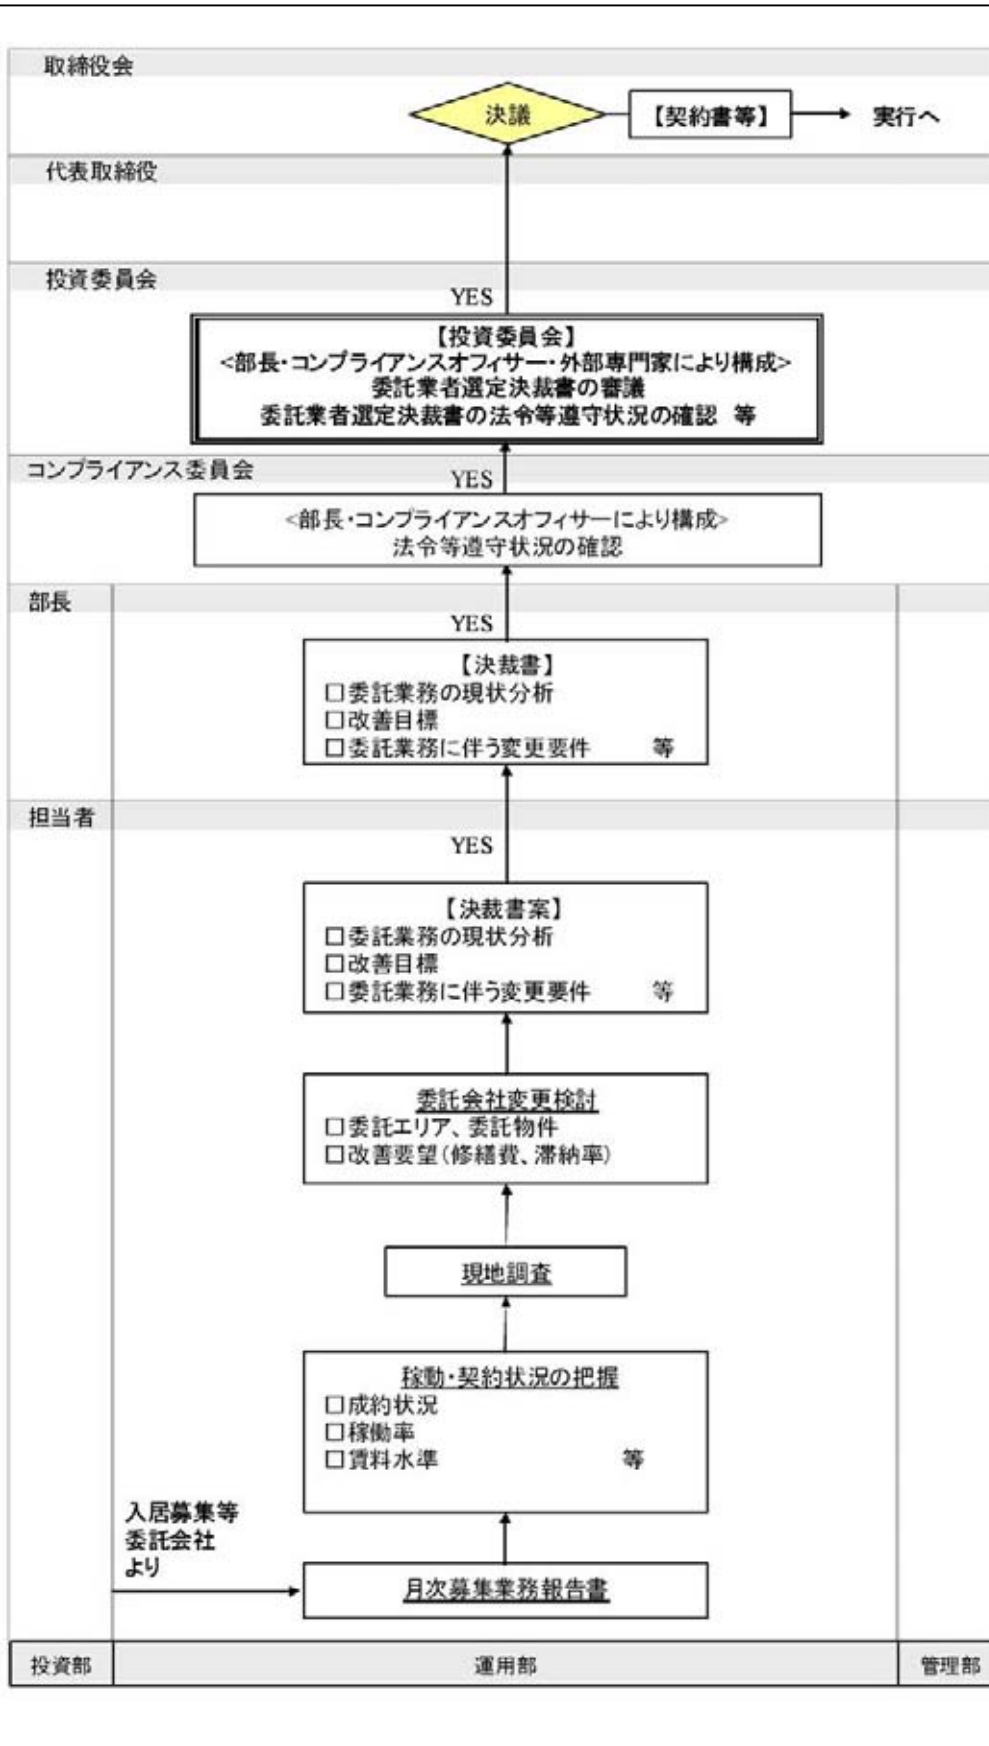 取締役会
決議
【契約書等】
実行へ
代表取締役
投資委員会
YES
【投資委員会】
<部長・コンプライアンスオフィサー・外部専門家により構成>
委託業者選定決裁書の審議
委託業者選定決裁書の法令等遵守状況の確認 等
コンプライアンス委員会
YES
<部長・コンプライアンスオフィサーにより構成>
法令等遵守状況の確認
部長
YES
【決裁書】
□委託業務の現状分析
□改善目標
□委託業務に伴う変更要件 等
担当者
YES
【決裁書案】
□委託業務の現状分析
□改善目標
□委託業務に伴う変更要件 等
委託会社変更検討
□委託エリア、委託物件
□改善要望(修繕費、滞納率)
現地調査
稼動・契約状況の把握
□成約状況
□稼働率
□賃料水準 等
入居募集等
委託会社
より
月次募集業務報告書
投資部
運用部
管理部